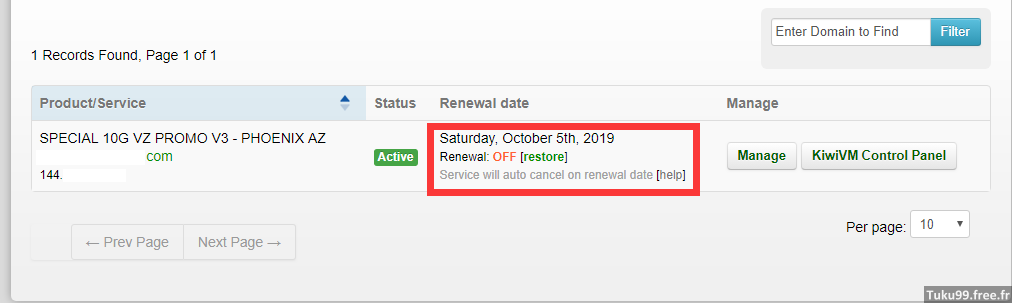 Enter Domain to Find Filter
1 Records Found, Page 1 of 1
Product/Service Status Renewal date Manage
SPECIAL 10G VZ PROMO V3 - PHOENIX AZ
com
144.
Active
Saturday, October 5th, 2019
Renewal: OFF [restore]
Service will auto cancel on renewal date [help]
Manage KiwiVM Control Panel
← Prev Page Next Page →
Per page: 10
Tuku99.free.fr